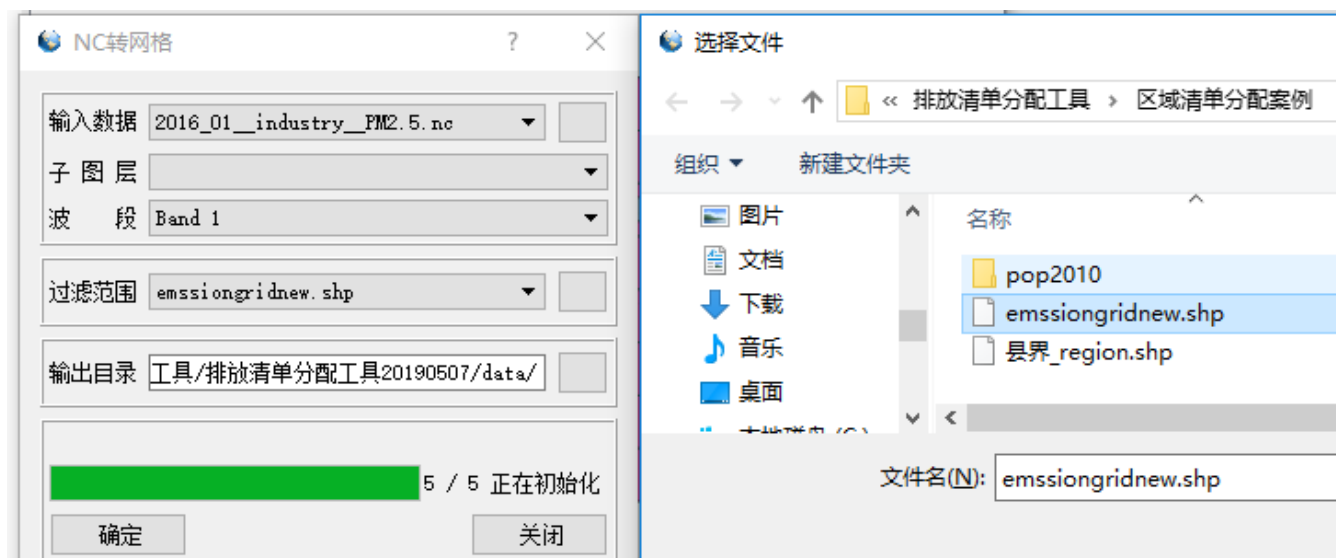 NC转网格
?
输入数据 2016_01__industry__PM2.5.nc
子 图 层
波 段 Band 1
过滤范围 emssiongridnew.shp
输出目录 工具/排放清单分配工具20190507/data/
5 / 5 正在初始化
确定 关闭
选择文件
« 排放清单分配工具 › 区域清单分配案例
组织 新建文件夹
图片
文档
下载
音乐
桌面
名称
pop2010
emssiongridnew.shp
县界_region.shp
文件名(N): emssiongridnew.shp